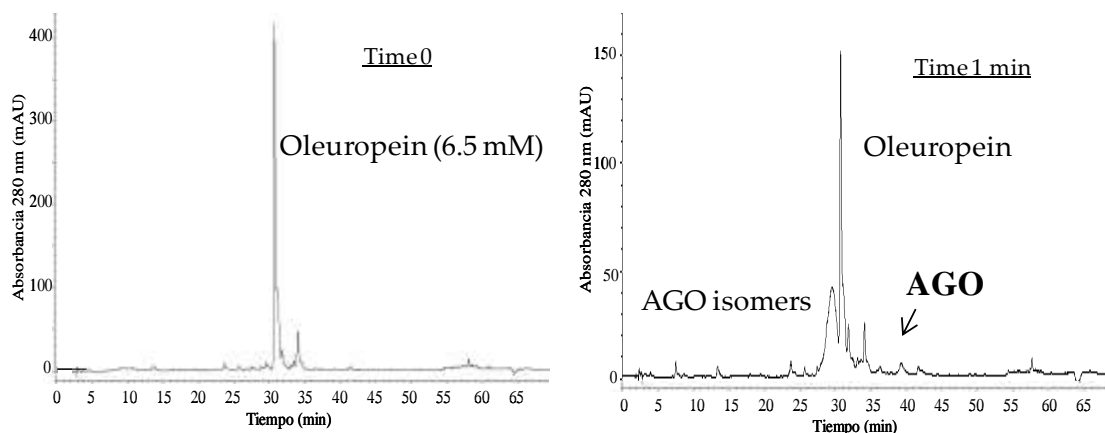 Time 0
Oleuropein (6.5 mM)
Absorbancia 280 nm (mAU)
400
300
200
100
0
0 5 10 15 20 25 30 35 40 45 50 55 60 65
Tiempo (min)
Time 1 min
Oleuropein
AGO
AGO isomers
Absorbancia 280 nm (mAU)
150
100
50
0
0 5 10 15 20 25 30 35 40 45 50 55 60 65
Tiempo (min)